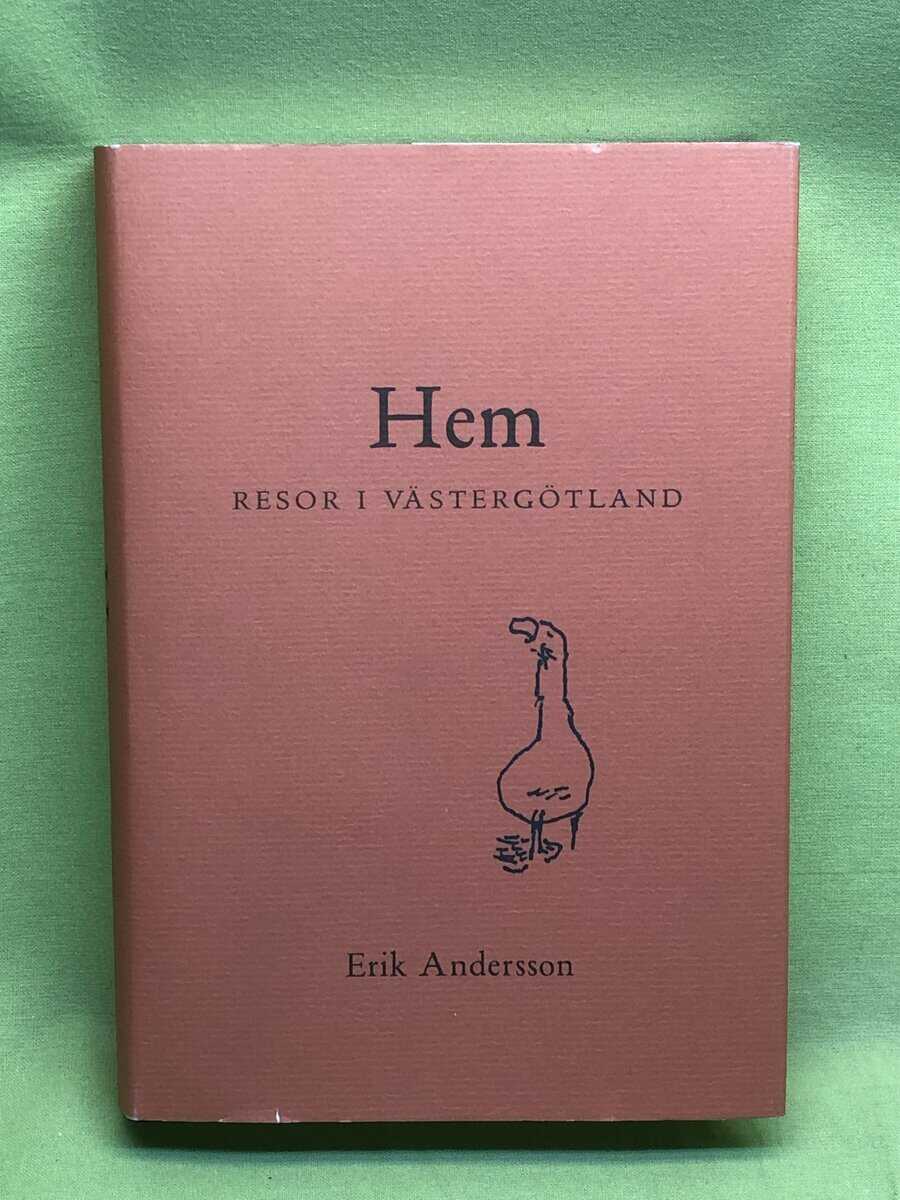 Hem
RESOR I VÄSTERGÖTLAND
Erik Andersson